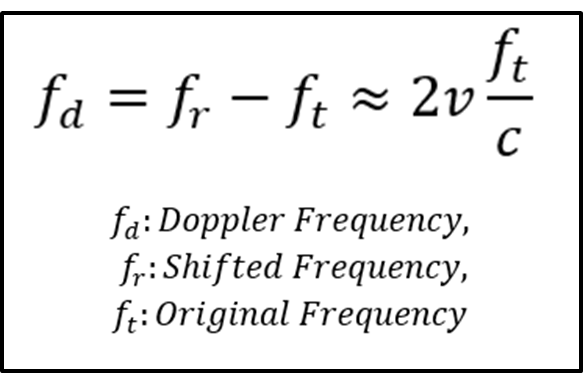 f_d = f_r − f_t ≈ 2v f_t/c
f_d: Doppler Frequency,
f_r: Shifted Frequency,
f_t: Original Frequency